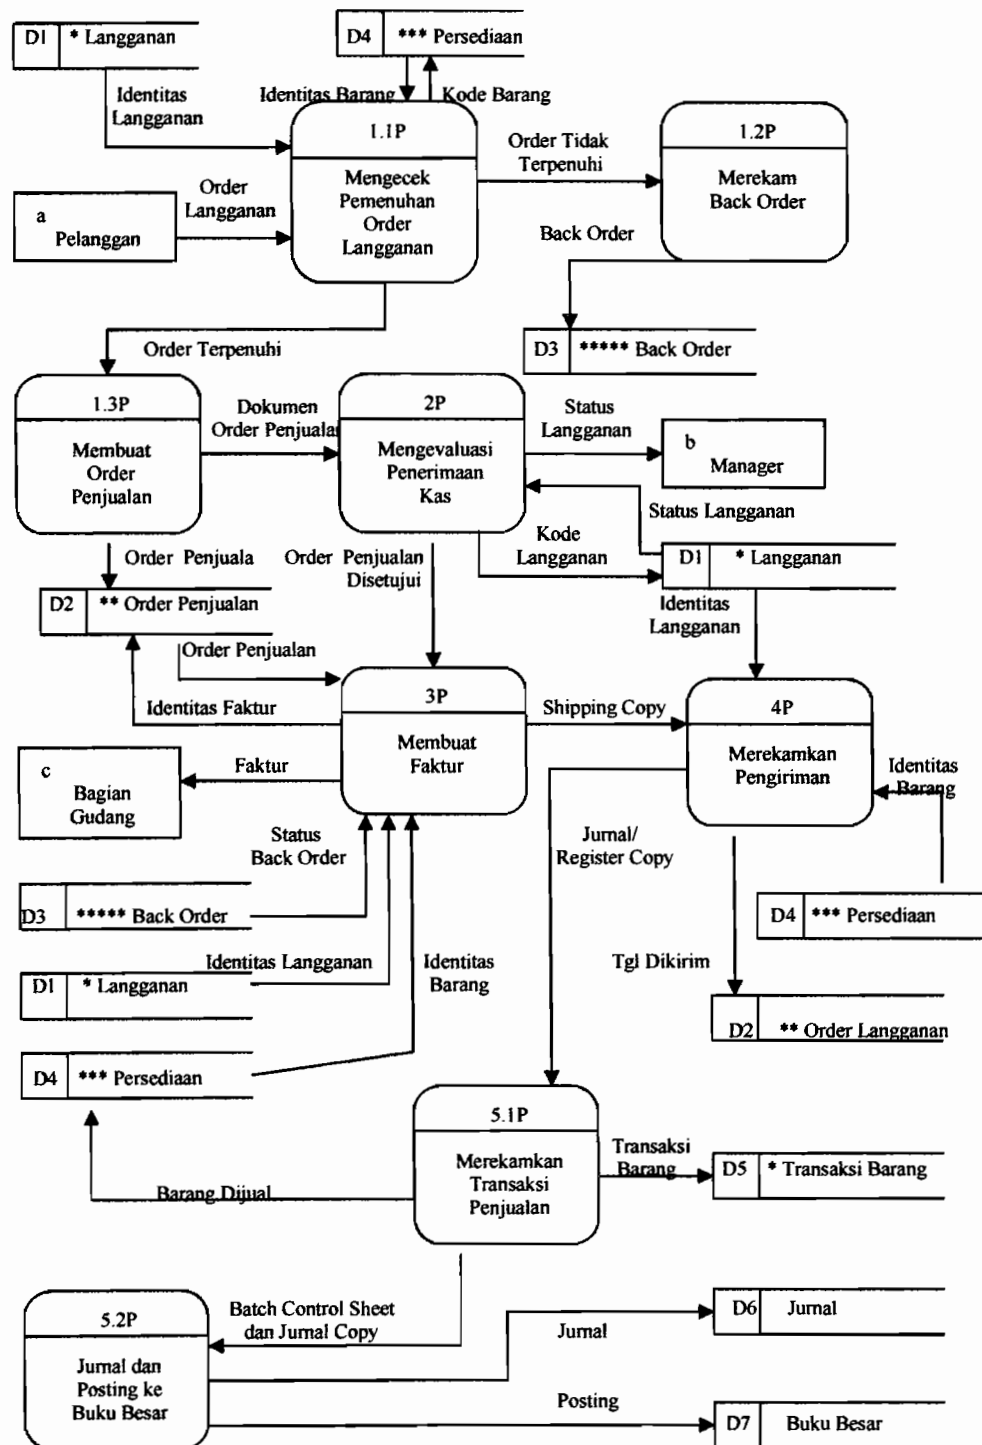 D1 * Langganan
D4 *** Persediaan
Identitas
Langganan
Identitas Barang
Kode Barang
1.1P
Mengecek
Pemenuhan
Order
Langganan
Order Tidak
Terpenuhi
1.2P
Merekam
Back Order
a
Pelanggan
Order
Langganan
Back Order
D3 ***** Back Order
Order Terpenuhi
1.3P
Membuat
Order
Penjualan
Dokumen
Order Penjualan
2P
Mengevaluasi
Penerimaan
Kas
Status
Langganan
b
Manager
Status Langganan
Kode
Langganan
D1 * Langganan
Order Penjuala
Order Penjualan
Disetujui
Identitas
Langganan
D2 ** Order Penjualan
Order Penjualan
Identitas Faktur
3P
Membuat
Faktur
Shipping Copy
4P
Merekamkan
Pengiriman
Identitas
Barang
c
Bagian
Gudang
Faktur
Status
Back Order
Jurnal/
Register Copy
D3 ***** Back Order
D4 *** Persediaan
Identitas Langganan
Identitas
Barang
Tgl Dikirim
D1 * Langganan
D2 ** Order Langganan
D4 *** Persediaan
5.1P
Merekamkan
Transaksi
Penjualan
Transaksi
Barang
D5 * Transaksi Barang
Barang Dijual
Batch Control Sheet
dan Jurnal Copy
5.2P
Jurnal dan
Posting ke
Buku Besar
Jurnal
D6 Jurnal
Posting
D7 Buku Besar